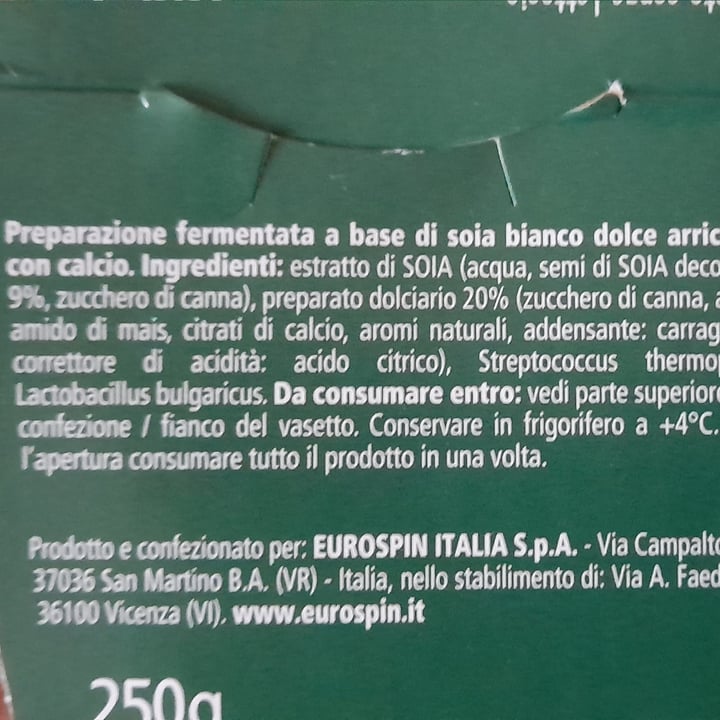 Preparazione fermentata a base di soia bianco dolce arric
con calcio. Ingredienti: estratto di SOIA (acqua, semi di SOIA deco
9%, zucchero di canna), preparato dolciario 20% (zucchero di canna, a
amido di mais, citrati di calcio, aromi naturali, addensante: carrag
correttore di acidità: acido citrico), Streptococcus thermop
Lactobacillus bulgaricus. Da consumare entro: vedi parte superiore
confezione / fianco del vasetto. Conservare in frigorifero a +4°C.
l'apertura consumare tutto il prodotto in una volta.
Prodotto e confezionato per: EUROSPIN ITALIA S.p.A. - Via Campalto
37036 San Martino B.A. (VR) - Italia, nello stabilimento di: Via A. Faed
36100 Vicenza (VI). www.eurospin.it
250g